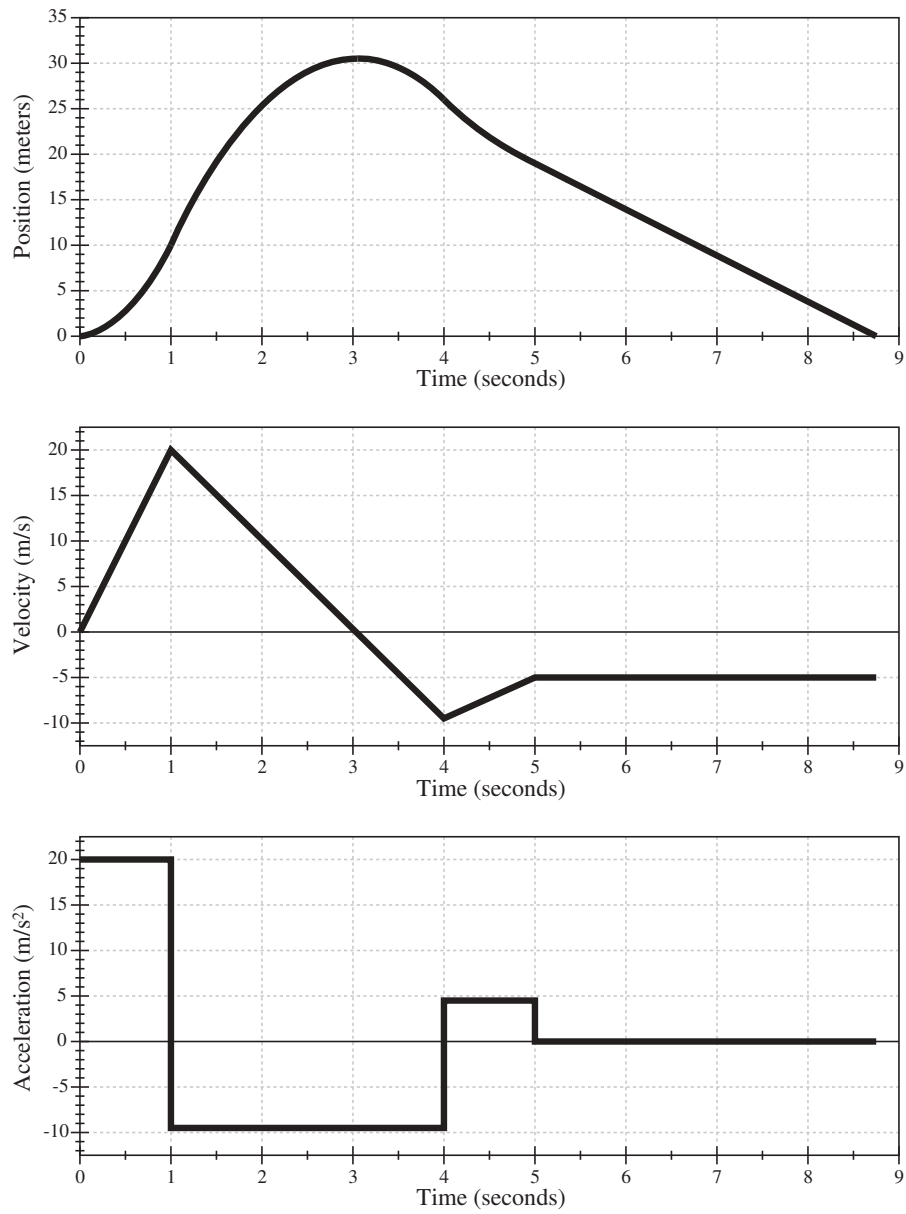 Position (meters)
35
30
25
20
15
10
5
0
0 1 2 3 4 5 6 7 8 9
Time (seconds)
Velocity (m/s)
20
15
10
5
0
-5
-10
0 1 2 3 4 5 6 7 8 9
Time (seconds)
Acceleration (m/s²)
20
15
10
5
0
-5
-10
0 1 2 3 4 5 6 7 8 9
Time (seconds)